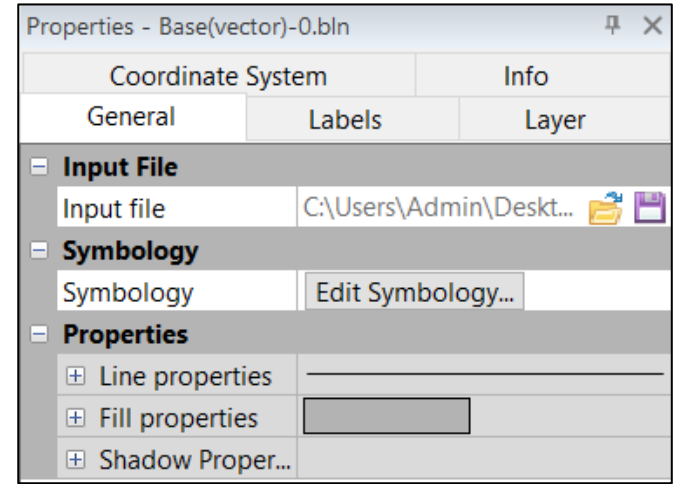 Properties - Base(vector)-0.bln
Coordinate System Info
General Labels Layer
Input File
Input file C:\Users\Admin\Deskt...
Symbology
Symbology Edit Symbology...
Properties
Line properties
Fill properties
Shadow Proper...